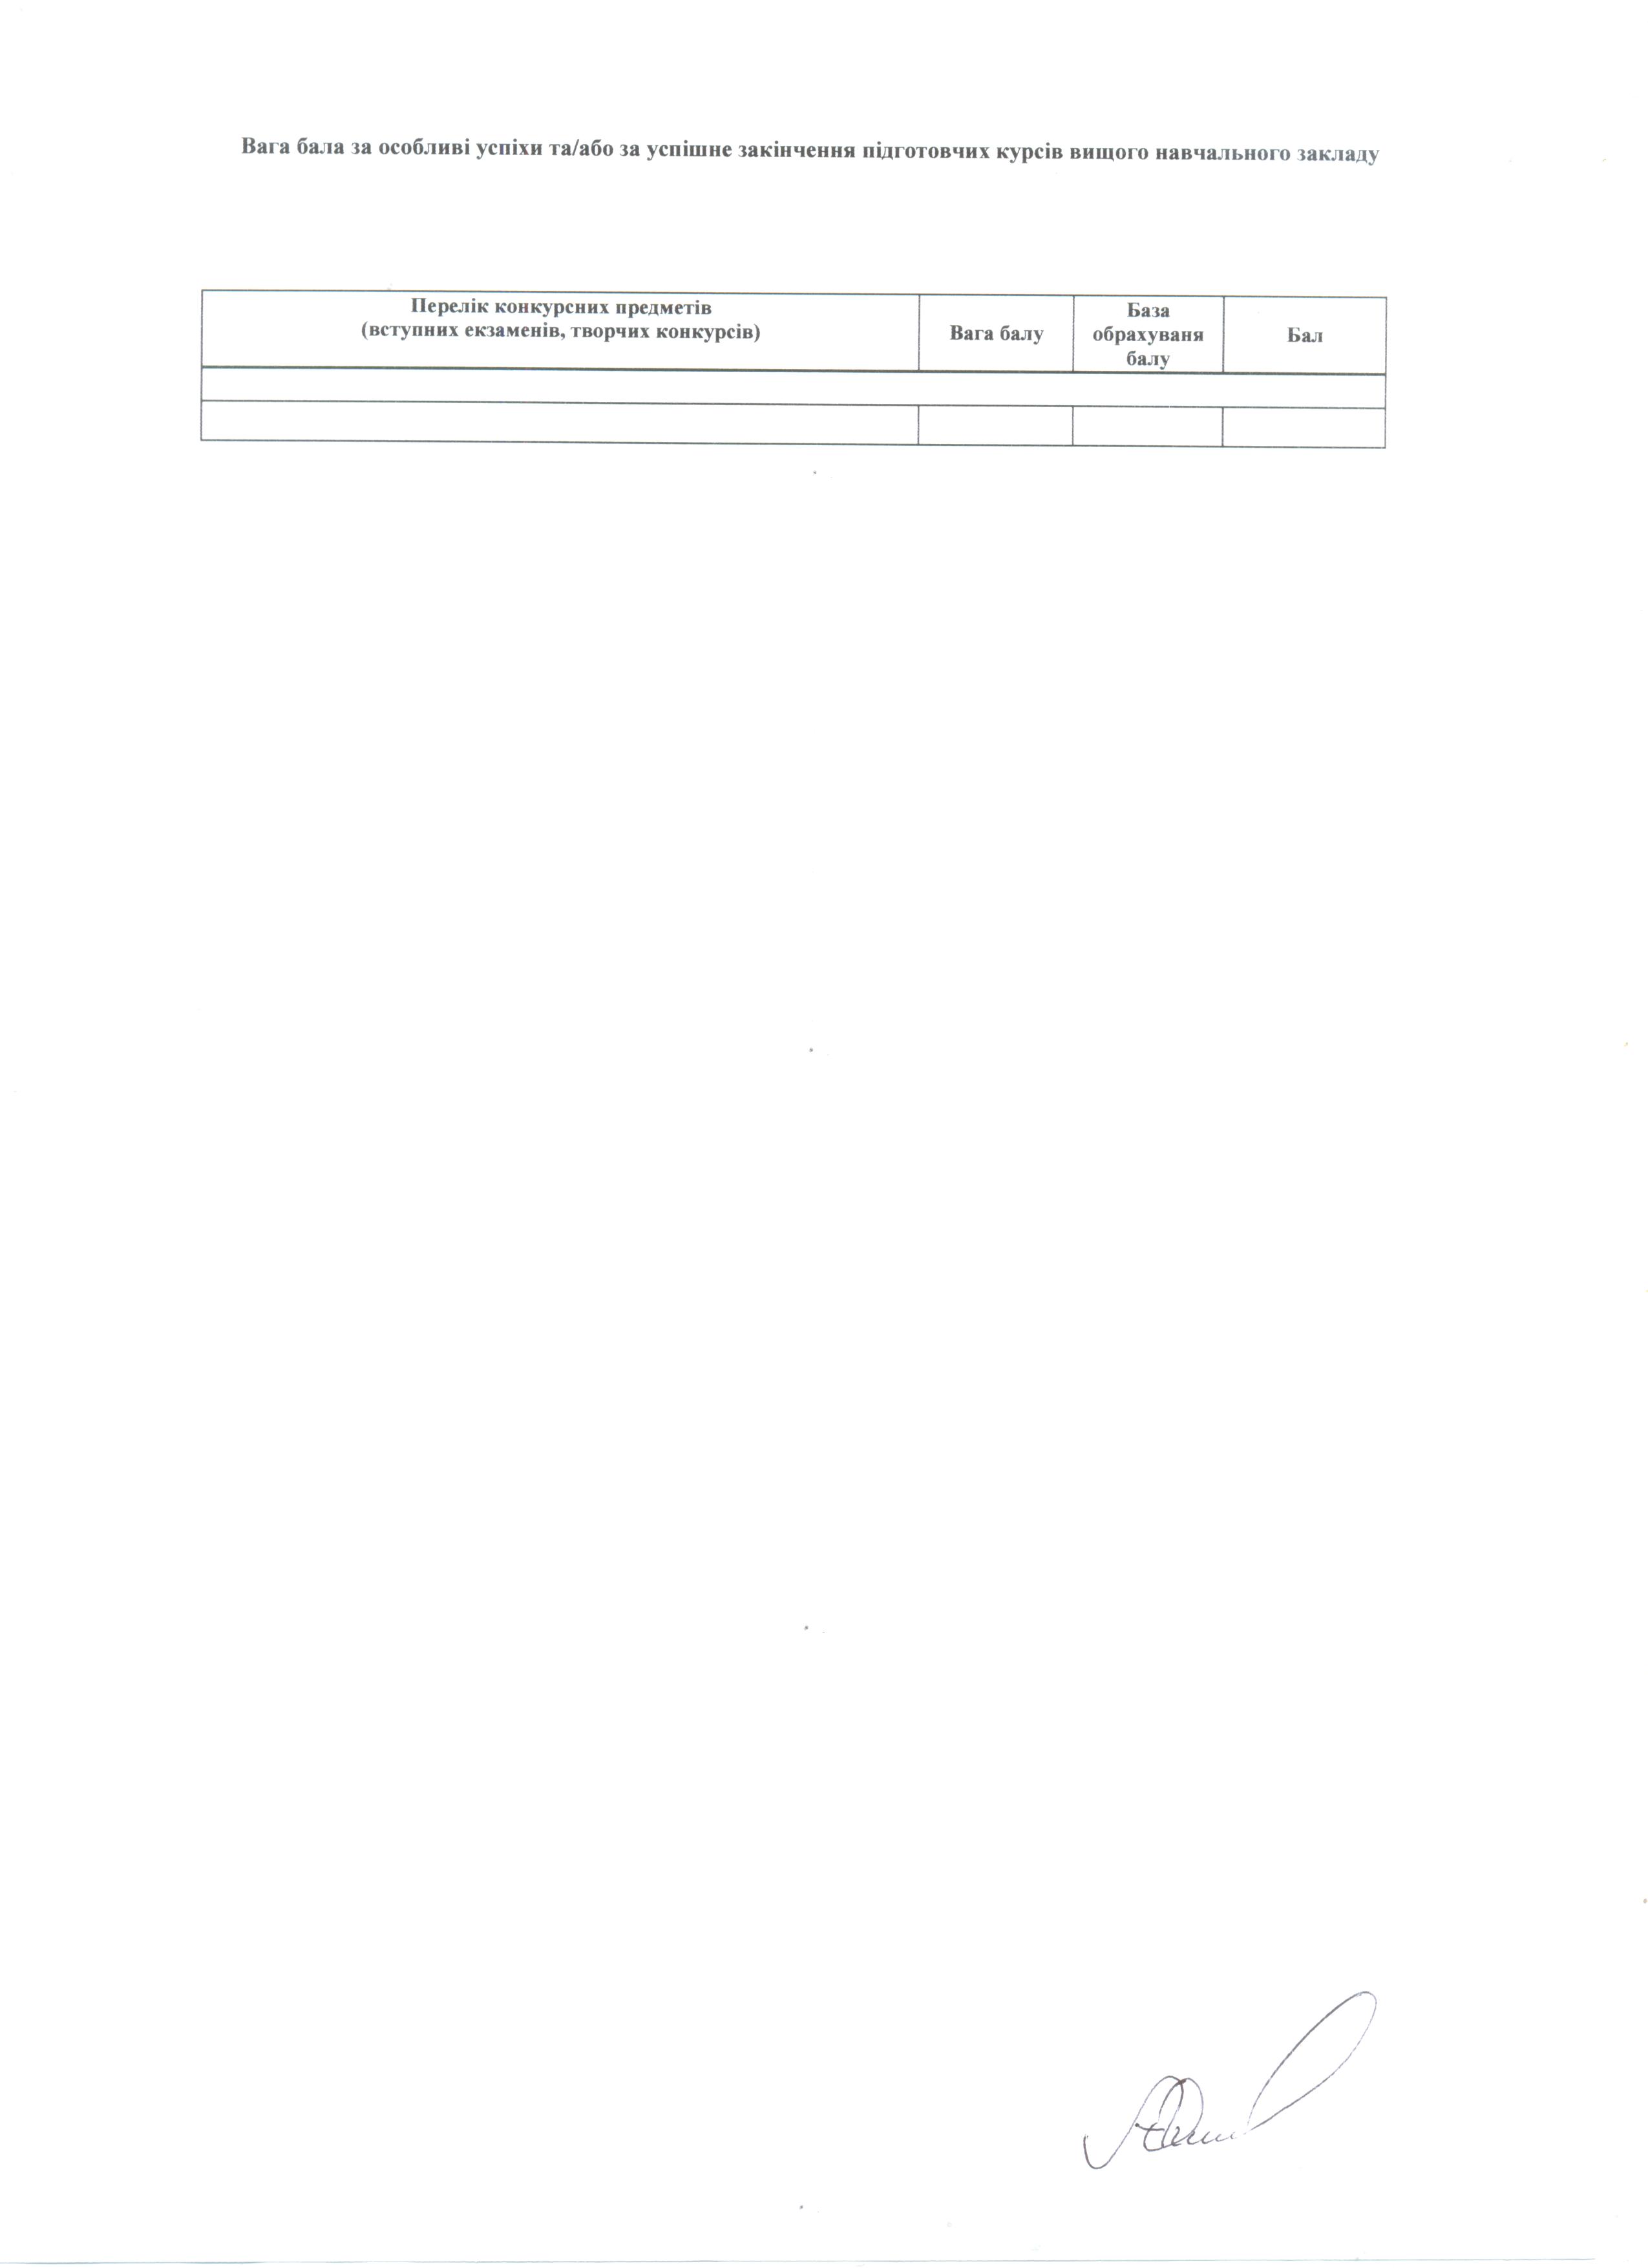 Вага бала за особливі успіхи та/або за успішне закінчення підготовчих курсів вищого навчального закладу
Перелік конкурсних предметів
(вступних екзаменів, творчих конкурсів)
Вага балу
База
обрахуваня
балу
Бал